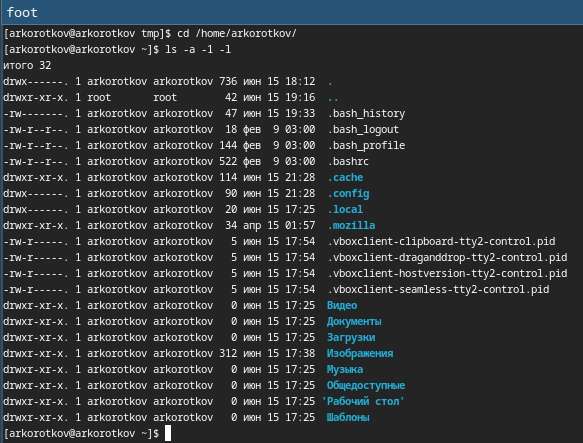 foot
[arkorotkov@arkorotkov tmp]$ cd /home/arkorotkov/
[arkorotkov@arkorotkov ~]$ ls -a -1 -l
итого 32
drwx------. 1 arkorotkov arkorotkov 736 июн 15 18:12  .
drwxr-xr-x. 1 root       root        42 июн 15 19:16  ..
-rw-------. 1 arkorotkov arkorotkov  47 июн 15 19:33  .bash_history
-rw-r--r--. 1 arkorotkov arkorotkov  18 фев  9 03:00  .bash_logout
-rw-r--r--. 1 arkorotkov arkorotkov 144 фев  9 03:00  .bash_profile
-rw-r--r--. 1 arkorotkov arkorotkov 522 фев  9 03:00  .bashrc
drwxr-xr-x. 1 arkorotkov arkorotkov 114 июн 15 21:28  .cache
drwx------. 1 arkorotkov arkorotkov  90 июн 15 21:28  .config
drwx------. 1 arkorotkov arkorotkov  20 июн 15 17:25  .local
drwxr-xr-x. 1 arkorotkov arkorotkov  34 апр 15 01:57  .mozilla
-rw-r-----. 1 arkorotkov arkorotkov   5 июн 15 17:54  .vboxclient-clipboard-tty2-control.pid
-rw-r-----. 1 arkorotkov arkorotkov   5 июн 15 17:54  .vboxclient-draganddrop-tty2-control.pid
-rw-r-----. 1 arkorotkov arkorotkov   5 июн 15 17:54  .vboxclient-hostversion-tty2-control.pid
-rw-r-----. 1 arkorotkov arkorotkov   5 июн 15 17:54  .vboxclient-seamless-tty2-control.pid
drwxr-xr-x. 1 arkorotkov arkorotkov   0 июн 15 17:25  Видео
drwxr-xr-x. 1 arkorotkov arkorotkov   0 июн 15 17:25  Документы
drwxr-xr-x. 1 arkorotkov arkorotkov   0 июн 15 17:25  Загрузки
drwxr-xr-x. 1 arkorotkov arkorotkov 312 июн 15 17:38  Изображения
drwxr-xr-x. 1 arkorotkov arkorotkov   0 июн 15 17:25  Музыка
drwxr-xr-x. 1 arkorotkov arkorotkov   0 июн 15 17:25  Общедоступные
drwxr-xr-x. 1 arkorotkov arkorotkov   0 июн 15 17:25 'Рабочий стол'
drwxr-xr-x. 1 arkorotkov arkorotkov   0 июн 15 17:25  Шаблоны
[arkorotkov@arkorotkov ~]$